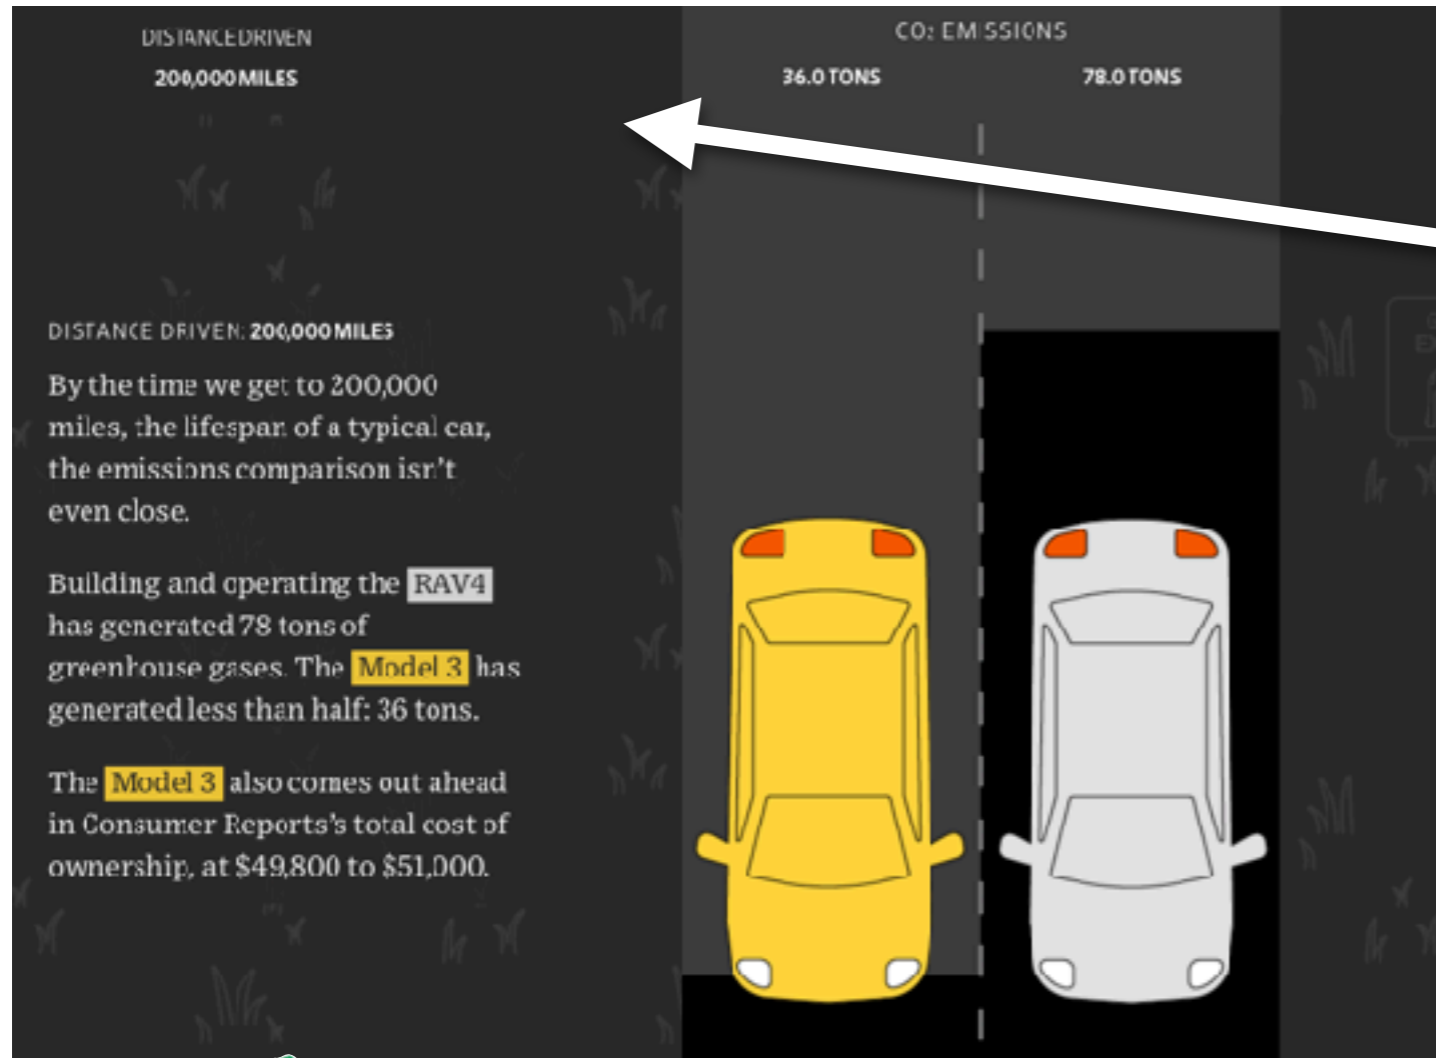 DISTANCE DRIVEN
200,000 MILES
CO₂ EMISSIONS
36.0 TONS
78.0 TONS
DISTANCE DRIVEN: 200,000 MILES
By the time we get to 200,000
miles, the lifespan of a typical car,
the emissions comparison isn't
even close.
Building and operating the RAV4
has generated 78 tons of
greenhouse gases. The Model 3 has
generated less than half: 36 tons.
The Model 3 also comes out ahead
in Consumer Reports's total cost of
ownership, at $49,800 to $51,000.